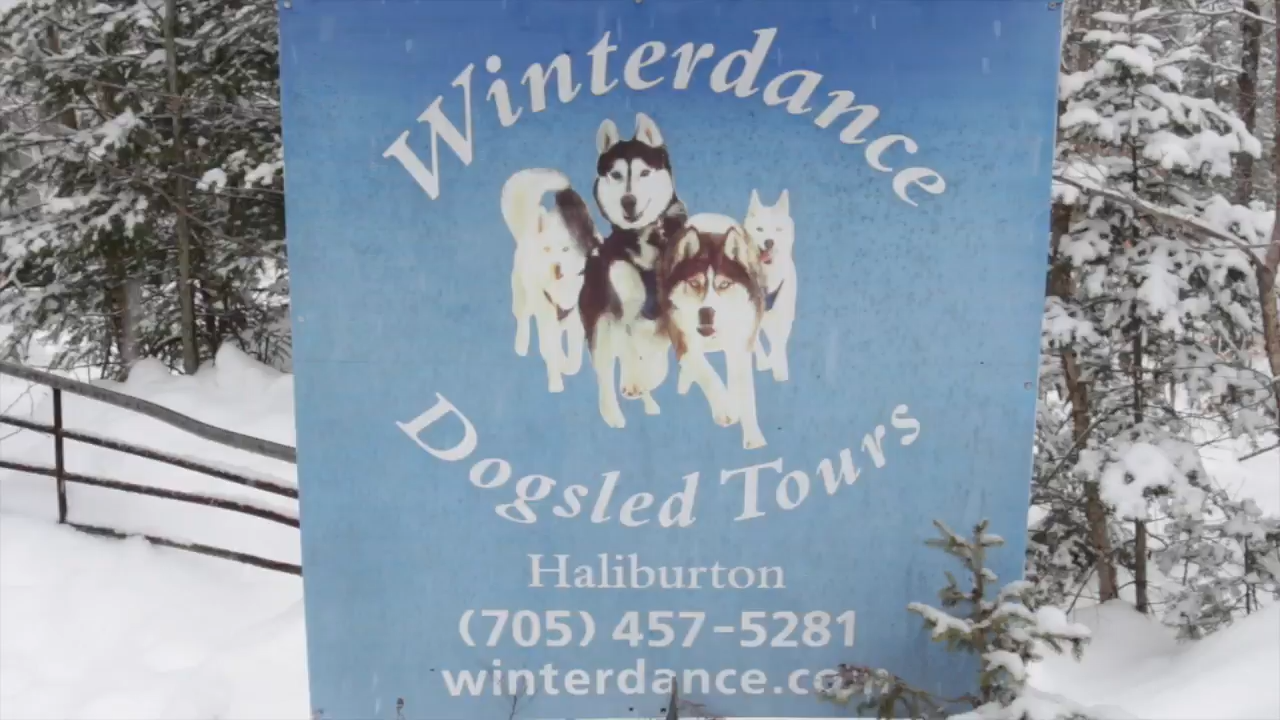 Winterdance
Dogsled Tours
Haliburton
(705) 457-5281
winterdance.com